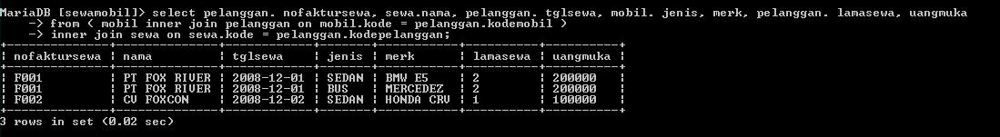 MariaDB [sewamobil]> select pelanggan. nofaktursewa, sewa.nama, pelanggan. tglsewa, mobil. jenis, merk, pelanggan. lamasewa, uangmuka
    -> from ( mobil inner join pelanggan on mobil.kode = pelanggan.kodemobil )
    -> inner join sewa on sewa.kode = pelanggan.kodepelanggan;
+--------------+--------------+------------+-------+-----------+----------+----------+
| nofaktursewa | nama         | tglsewa    | jenis | merk      | lamasewa | uangmuka |
+--------------+--------------+------------+-------+-----------+----------+----------+
| F001         | PT FOX RIVER | 2008-12-01 | SEDAN | BMW E5    | 2        | 200000   |
| F001         | PT FOX RIVER | 2008-12-01 | BUS   | MERCEDEZ  | 2        | 200000   |
| F002         | CV FOXCON    | 2008-12-02 | SEDAN | HONDA CRV | 1        | 100000   |
+--------------+--------------+------------+-------+-----------+----------+----------+
3 rows in set (0.02 sec)